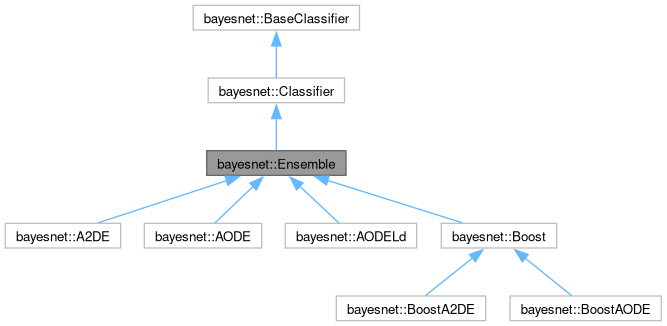 bayesnet::BaseClassifier
bayesnet::Classifier
bayesnet::Ensemble
bayesnet::A2DE
bayesnet::AODE
bayesnet::AODELd
bayesnet::Boost
bayesnet::BoostA2DE
bayesnet::BoostAODE